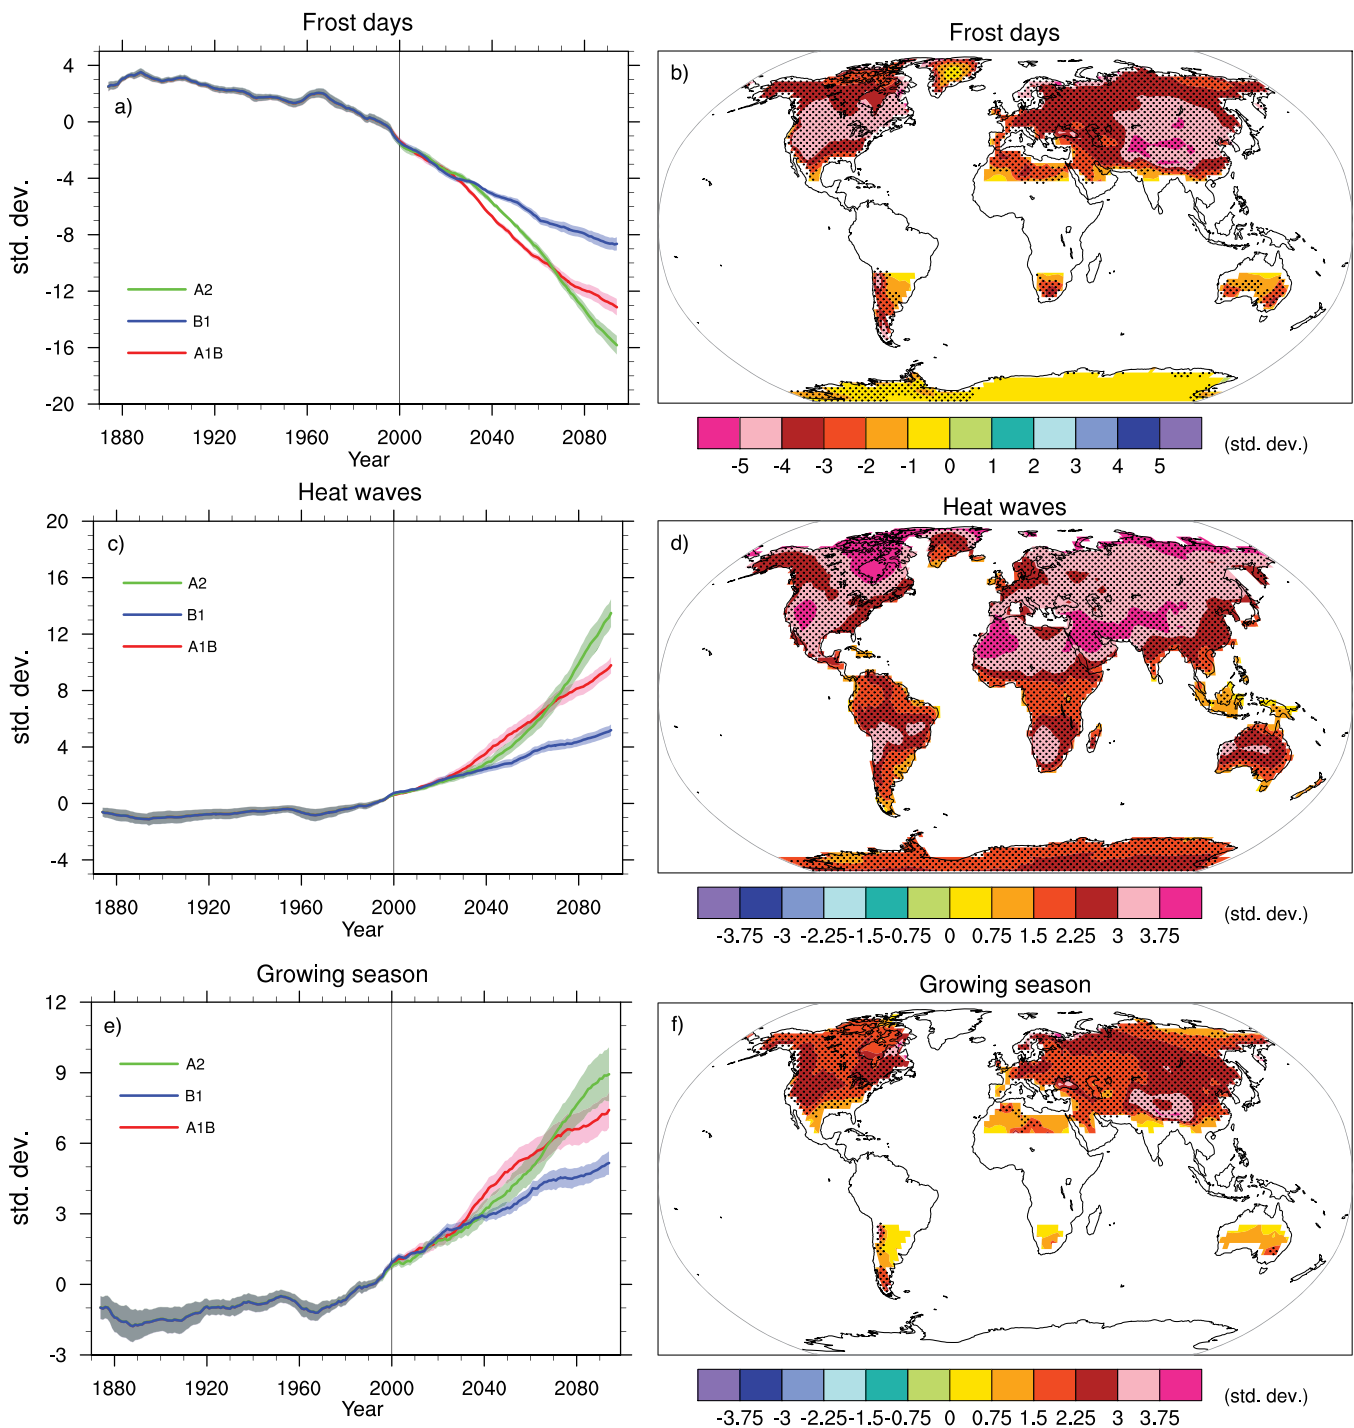 Frost days
a)
std. dev.
4
0
-4
-8
-12
-16
-20
A2
B1
A1B
1880 1920 1960 2000 2040 2080
Year
Frost days
b)
-5 -4 -3 -2 -1 0 1 2 3 4 5
(std. dev.)
Heat waves
c)
std. dev.
20
16
12
8
4
0
-4
A2
B1
A1B
1880 1920 1960 2000 2040 2080
Year
Heat waves
d)
-3.75 -3 -2.25 -1.5 -0.75 0 0.75 1.5 2.25 3 3.75
(std. dev.)
Growing season
e)
std. dev.
12
9
6
3
0
-3
A2
B1
A1B
1880 1920 1960 2000 2040 2080
Year
Growing season
f)
-3.75 -3 -2.25 -1.5 -0.75 0 0.75 1.5 2.25 3 3.75
(std. dev.)